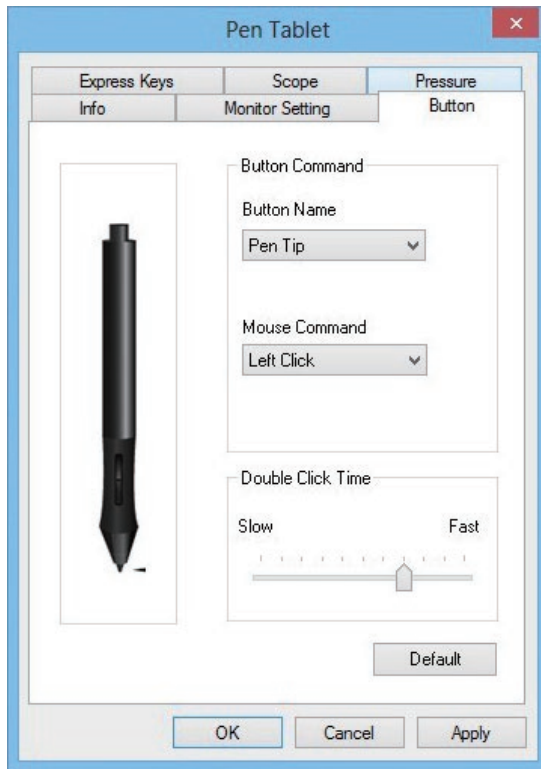 Pen Tablet
Express Keys Scope Pressure
Info Monitor Setting Button
Button Command
Button Name
Pen Tip
Mouse Command
Left Click
Double Click Time
Slow Fast
Default
OK Cancel Apply